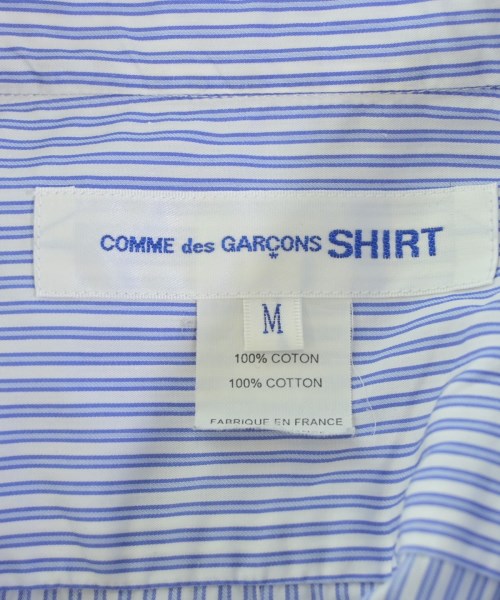 COMME des GARÇONS SHIRT
M
100% COTON
100% COTTON
FABRIQUE EN FRANCE